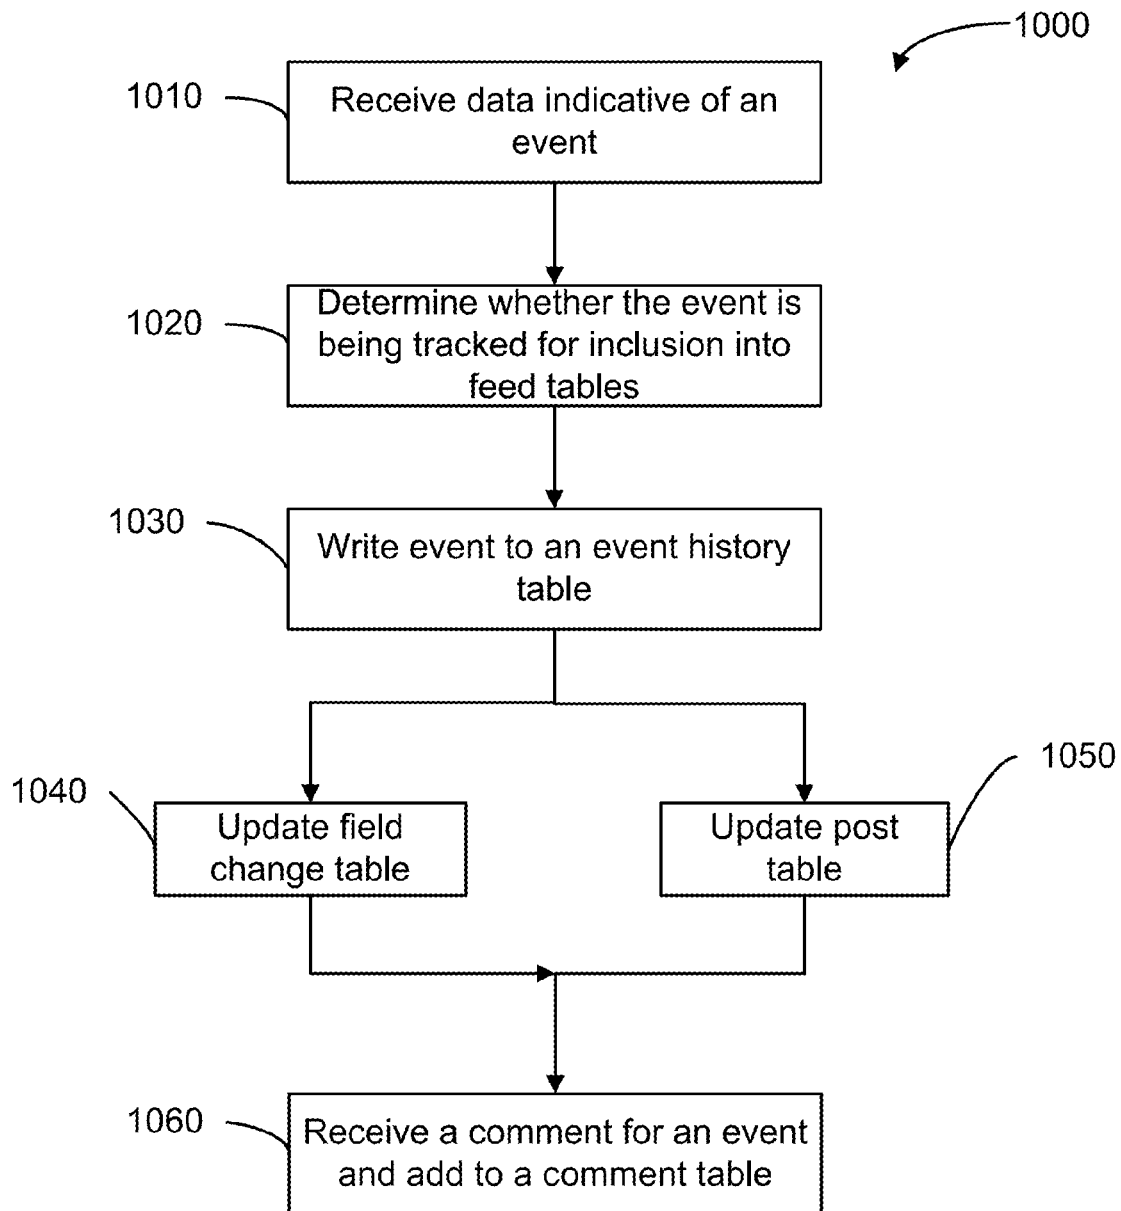 1000
1010
Receive data indicative of an
event
1020
Determine whether the event is
being tracked for inclusion into
feed tables
1030
Write event to an event history
table
1040
Update field
change table
1050
Update post
table
1060
Receive a comment for an event
and add to a comment table